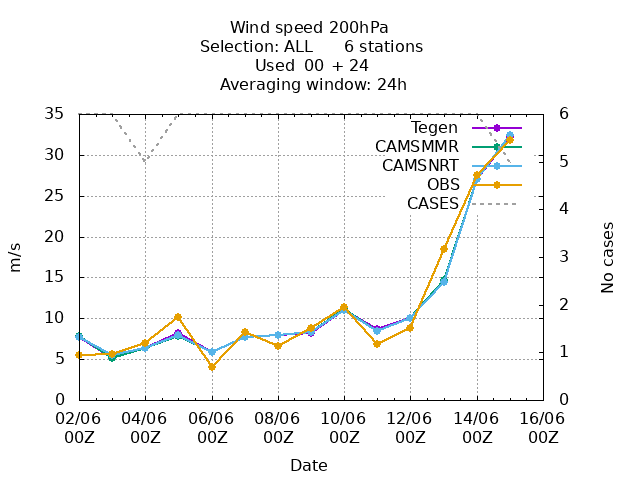 Wind speed 200hPa
Selection: ALL 6 stations
Used 00 + 24
Averaging window: 24h
35 6
Tegen
CAMSMMR
30 5
CAMSNRT
OBS
25 4
CASES
20
3
m/s
No cases
15
2
10
5 1
0 0
02/06 04/06 06/06 08/06 10/06 12/06 14/06 16/06
00Z 00Z 00Z 00Z 00Z 00Z 00Z 00Z
Date